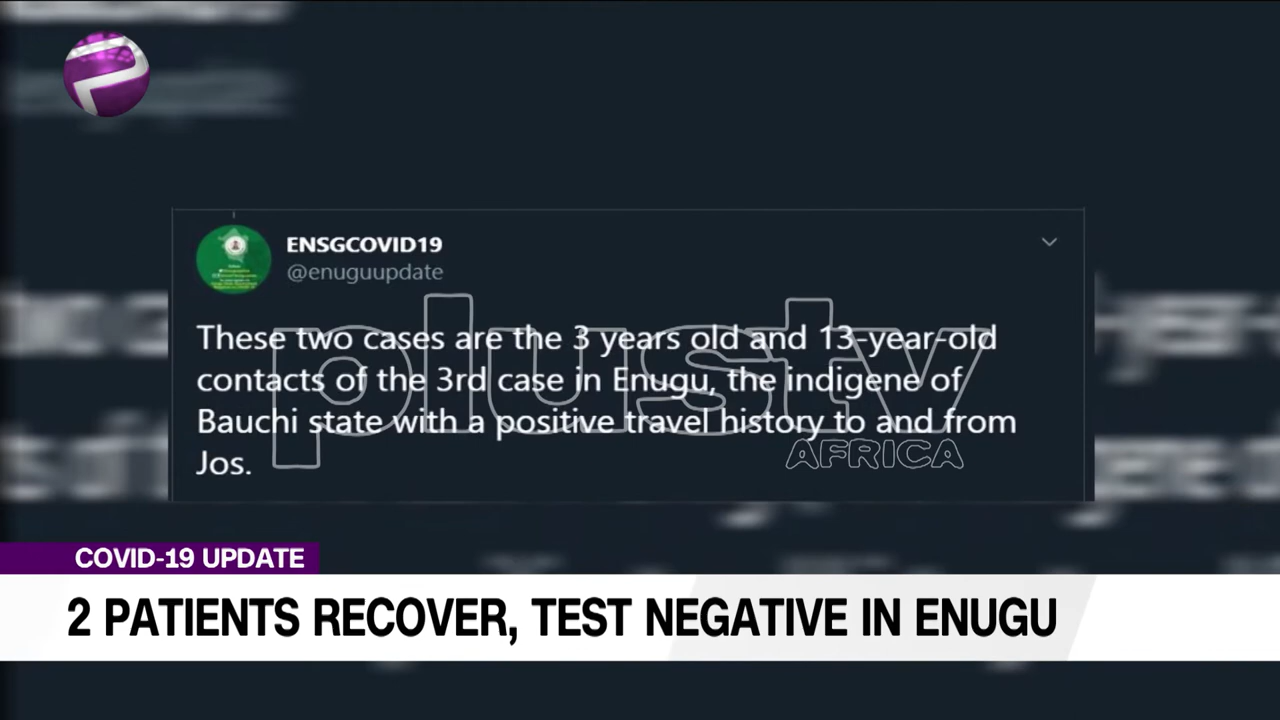 ENSGCOVID19
@enuguupdate
These two cases are the 3 years old and 13-year-old
contacts of the 3rd case in Enugu, the indigene of
Bauchi state with a positive travel history to and from
Jos.
plustv
AFRICA
COVID-19 UPDATE
2 PATIENTS RECOVER, TEST NEGATIVE IN ENUGU